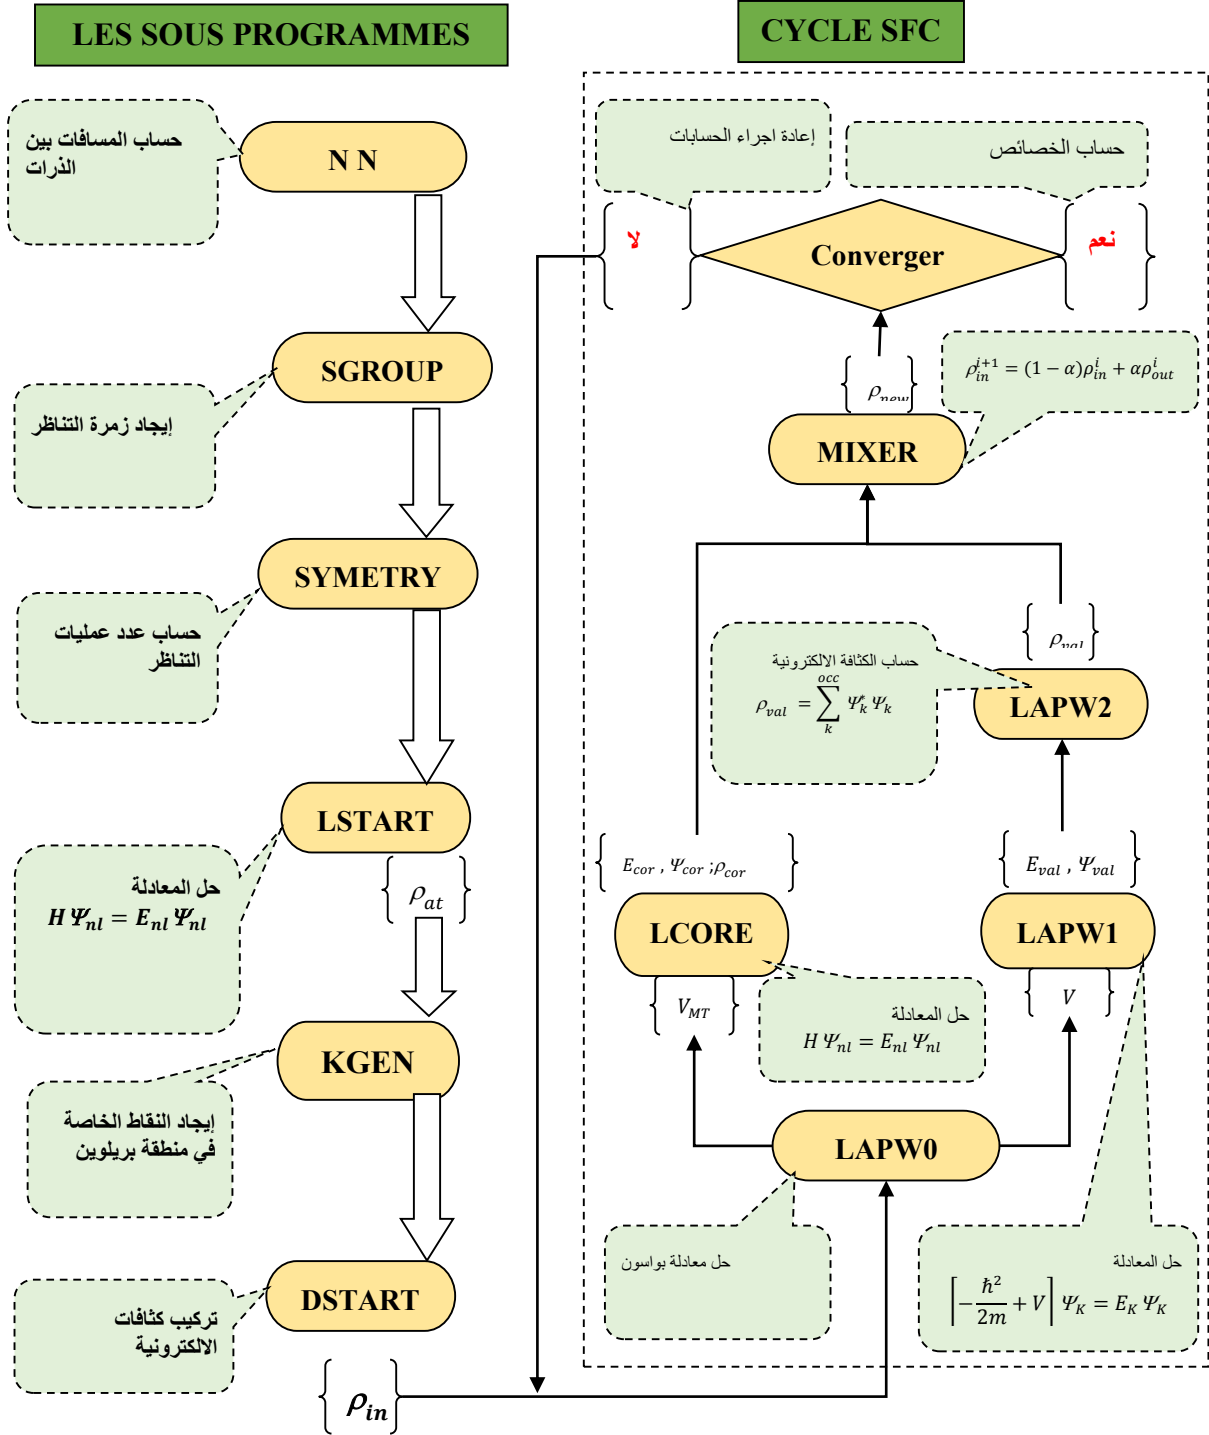 LES SOUS PROGRAMMES
حساب المسافات بين
الذرات
N N
SGROUP
إيجاد زمرة التناظر
SYMETRY
حساب عدد عمليات
التناظر
LSTART
حل المعادلة
H Ψ_nl = E_nl Ψ_nl
ρ_at
KGEN
إيجاد النقاط الخاصة
في منطقة بريلوين
DSTART
تركيب كثافات
الالكترونية
ρ_in
CYCLE SFC
إعادة اجراء الحسابات
حساب الخصائص
لا
Converger
نعم
ρ_in^{i+1} = (1 − α)ρ_in^i + αρ_out^i
ρ_new
MIXER
ρ_val
حساب الكثافة الالكترونية
ρ_val = ∑_k^occ Ψ_k^* Ψ_k
LAPW2
E_cor , Ψ_cor ;ρ_cor
E_val , Ψ_val
LCORE
LAPW1
V_MT
V
حل المعادلة
H Ψ_nl = E_nl Ψ_nl
LAPW0
حل معادلة بواسون
حل المعادلة
[−ℏ²/2m + V] Ψ_K = E_K Ψ_K